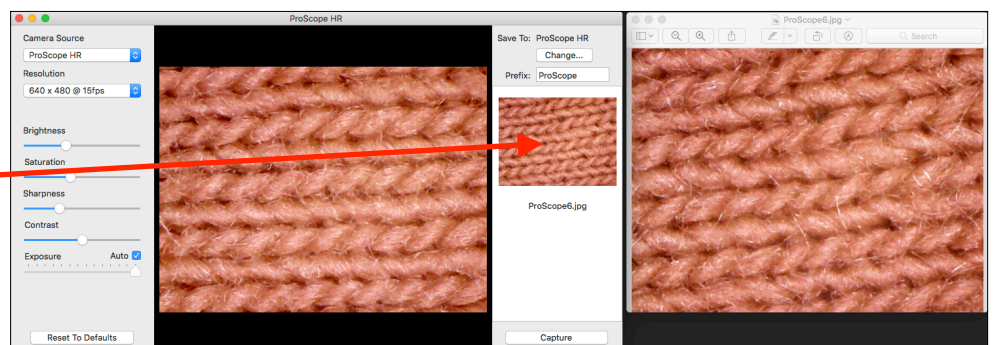 ProScope HR
Camera Source
ProScope HR
Resolution
640 x 480 @ 15fps
Brightness
Saturation
Sharpness
Contrast
Exposure Auto
Reset To Defaults
Save To: ProScope HR
Change...
Prefix: ProScope
ProScope6.jpg
Capture
ProScope6.jpg
Search